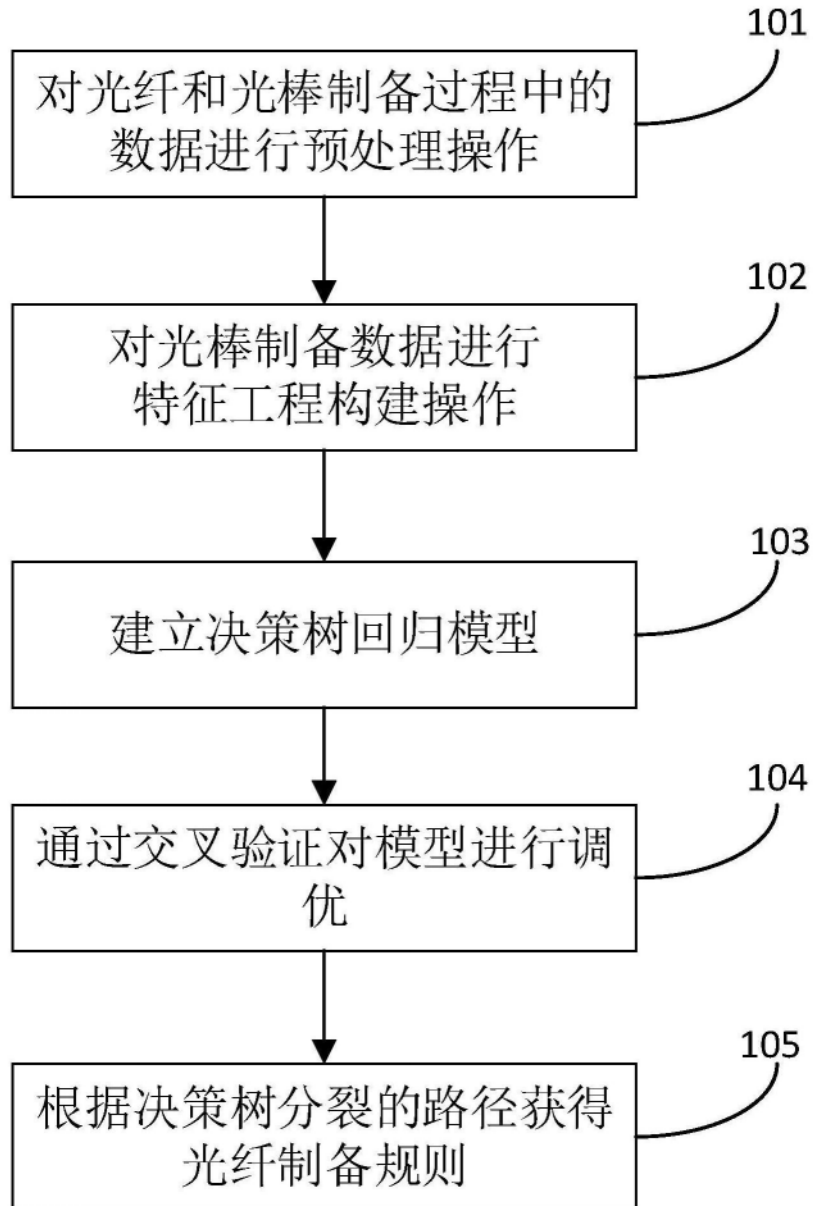 101
对光纤和光棒制备过程中的
数据进行预处理操作
102
对光棒制备数据进行
特征工程构建操作
103
建立决策树回归模型
104
通过交叉验证对模型进行调
优
105
根据决策树分裂的路径获得
光纤制备规则